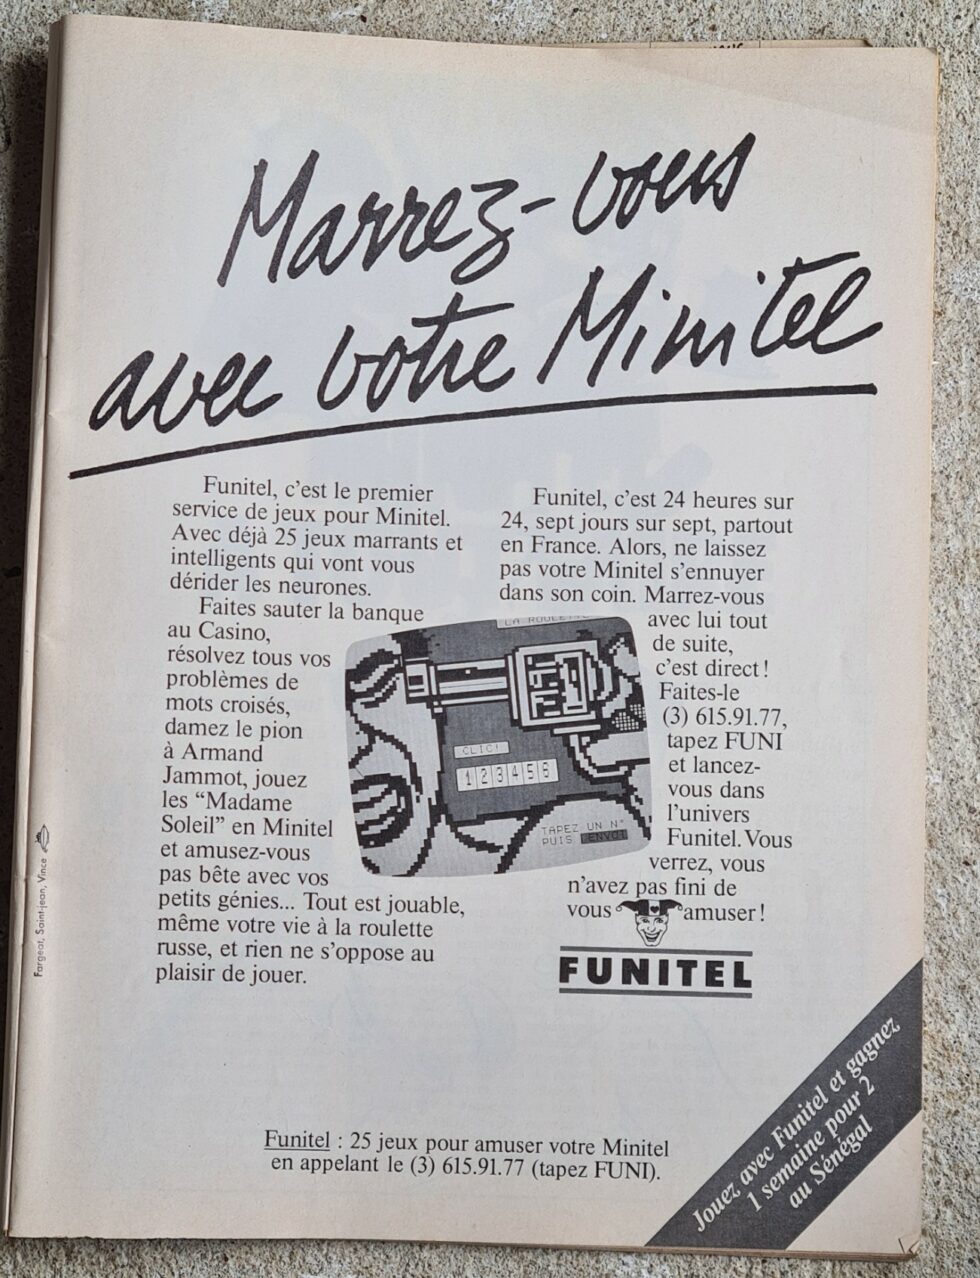 Marrez-vous
avec votre Minitel
Funitel, c'est le premier
service de jeux pour Minitel.
Avec déjà 25 jeux marrants et
intelligents qui vont vous
dérider les neurones.
Faites sauter la banque
au Casino,
résolvez tous vos
problèmes de
mots croisés,
damez le pion
à Armand
Jammot, jouez
les “Madame
Soleil” en Minitel
et amusez-vous
pas bête avec vos
petits génies... Tout est jouable,
même votre vie à la roulette
russe, et rien ne s'oppose au
plaisir de jouer.
LA ROULETTE
CLIC!
1 2 3 4 5 6
TAPEZ UN N°
PUIS ENVOI
Funitel, c'est 24 heures sur
24, sept jours sur sept, partout
en France. Alors, ne laissez
pas votre Minitel s'ennuyer
dans son coin. Marrez-vous
avec lui tout
de suite,
c'est direct !
Faites-le
(3) 615.91.77,
tapez FUNI
et lancez-
vous dans
l'univers
Funitel. Vous
verrez, vous
n'avez pas fini de
vous amuser !
FUNITEL
Fargeot, Saint-Jean, Vince
Funitel : 25 jeux pour amuser votre Minitel
en appelant le (3) 615.91.77 (tapez FUNI).
Jouez avec Funitel et gagnez
1 semaine pour 2
au Sénégal